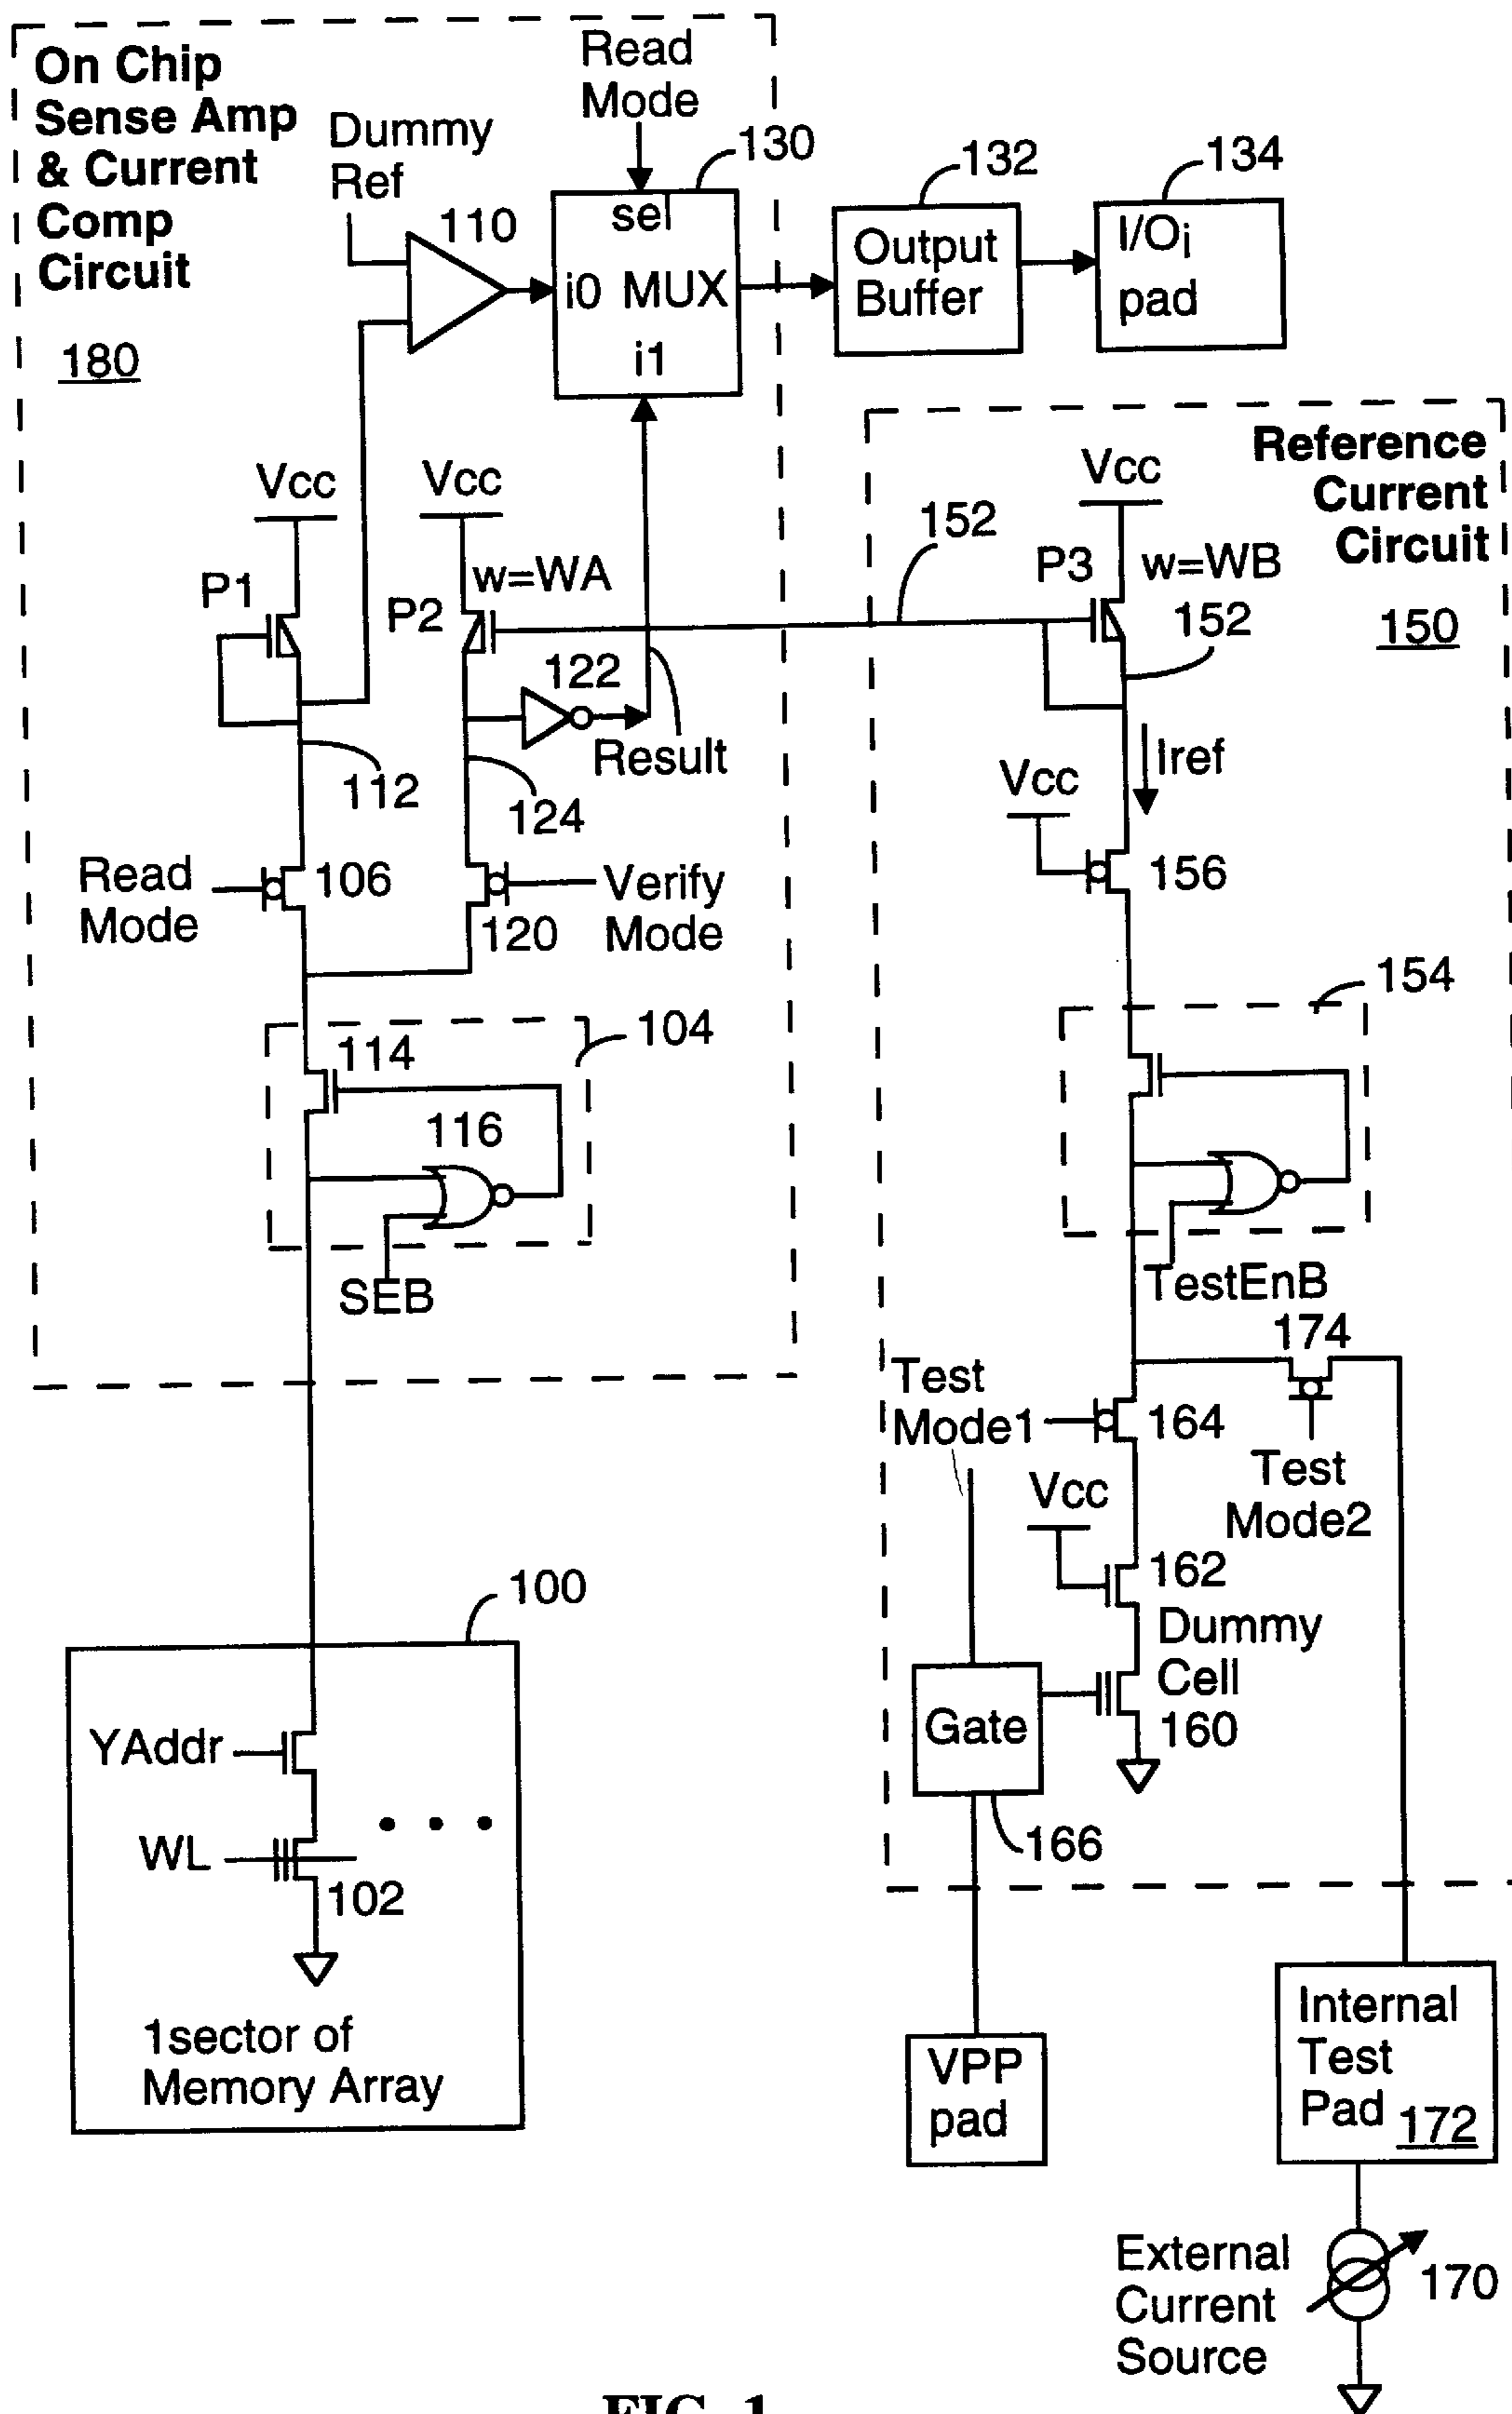 On Chip
Sense Amp
& Current
Comp
Circuit
180
Read
Mode
Dummy
Ref
110
130
sel
i0 MUX
i1
132
Output
Buffer
134
I/Oi
pad
Reference
Current
Circuit
150
Vcc
Vcc
Vcc
P1
P2
w=WA
152
P3
w=WB
152
122
Result
112
124
Iref
Vcc
156
Read
Mode
106
120
Verify
Mode
154
104
114
116
SEB
TestEnB
174
Test
Mode1
164
Test
Mode2
Vcc
162
Dummy
Cell
160
Gate
166
100
YAddr
WL
102
1sector of
Memory Array
VPP
pad
Internal
Test
Pad 172
External
Current
Source
170
FIG. 1